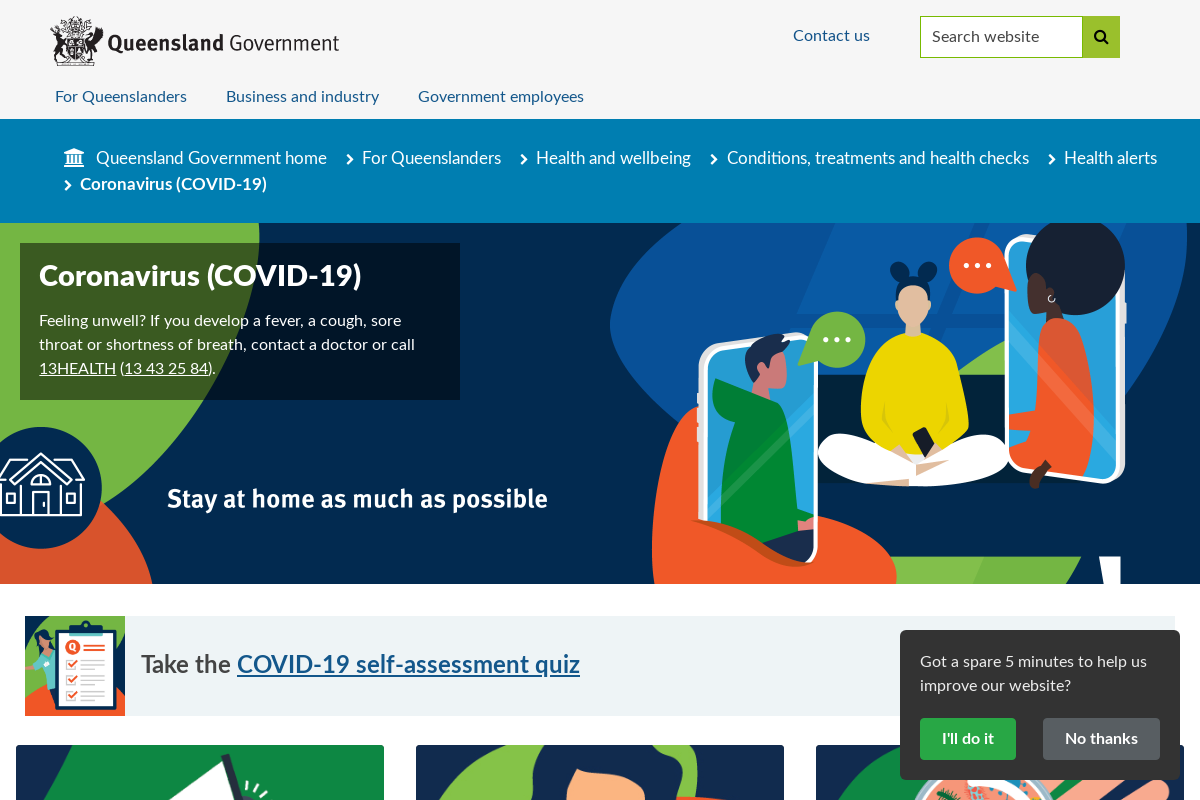 Queensland Government
Contact us
Search website
For Queenslanders
Business and industry
Government employees
Queensland Government home
For Queenslanders
Health and wellbeing
Conditions, treatments and health checks
Health alerts
Coronavirus (COVID-19)
Coronavirus (COVID-19)
Feeling unwell? If you develop a fever, a cough, sore
throat or shortness of breath, contact a doctor or call
13HEALTH (13 43 25 84).
Stay at home as much as possible
Q
Take the COVID-19 self-assessment quiz
Got a spare 5 minutes to help us
improve our website?
I'll do it
No thanks